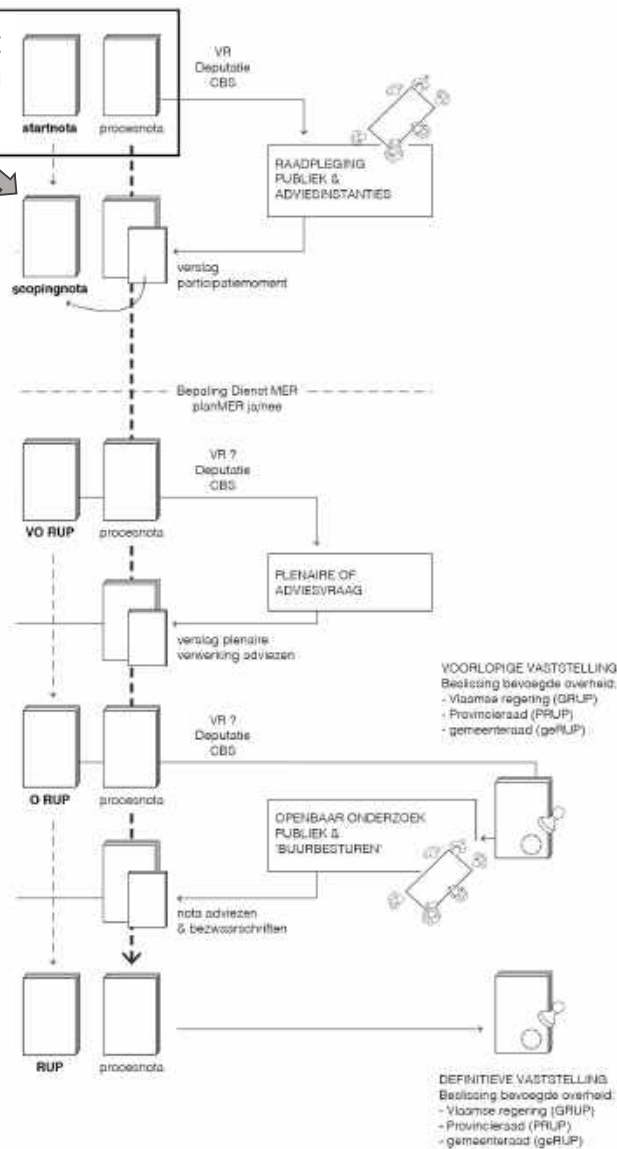 VR
Deputatie
CBS
startnota
procesnota
RAADPLEGING
PUBLIEK &
ADVIESINSTANTIES
scopingnota
verslag
participatiemoment
Bepaling Dienst MER
planMER ja/nee
VR ?
Deputatie
CBS
VO RUP
procesnota
PLENAIRE OF
ADVIESVRAAG
verslag plenaire
verwerking adviezen
VOORLOPIGE VASTSTELLING
Beslissing bevoegde overheid:
- Vlaamse regering (GRUP)
- Provincieraad (PRUP)
- gemeenteraad (geRUP)
VR ?
Deputatie
CBS
O RUP
procesnota
OPENBAAR ONDERZOEK
PUBLIEK &
'BUURBESTUREN'
nota adviezen
& bezwaarschriften
RUP
procesnota
DEFINITIEVE VASTSTELLING
Beslissing bevoegde overheid:
- Vlaamse regering (GRUP)
- Provincieraad (PRUP)
- gemeenteraad (geRUP)